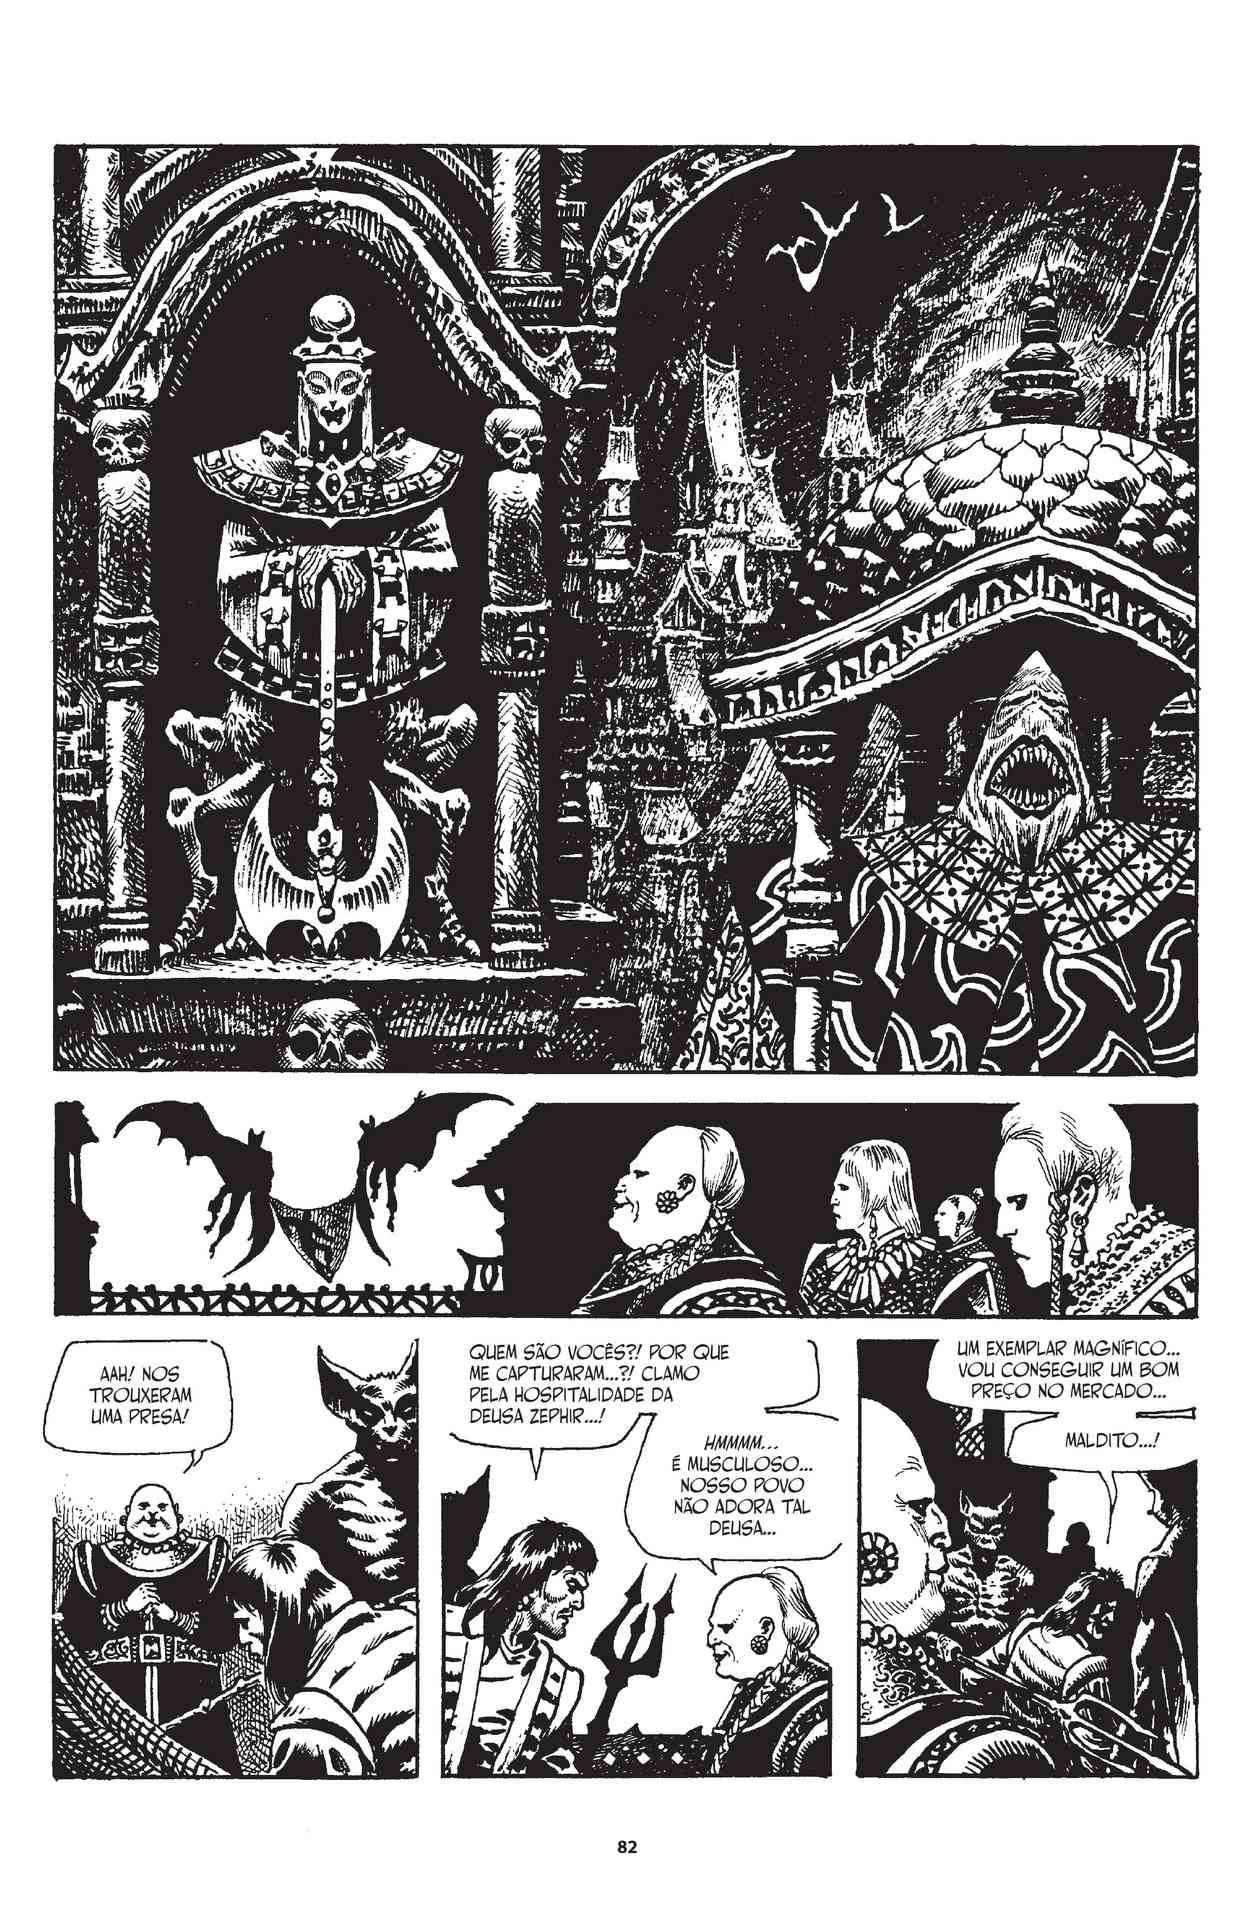 AAH! NOS
TROUXERAM
UMA PRESA!
QUEM SÃO VOCÊS?! POR QUE
ME CAPTURARAM...?! CLAMO
PELA HOSPITALIDADE DA
DEUSA ZEPHIR...!
HMMMM...
É MUSCULOSO...
NOSSO POVO
NÃO ADORA TAL
DEUSA...
UM EXEMPLAR MAGNÍFICO...
VOU CONSEGUIR UM BOM
PREÇO NO MERCADO...
MALDITO...!
82